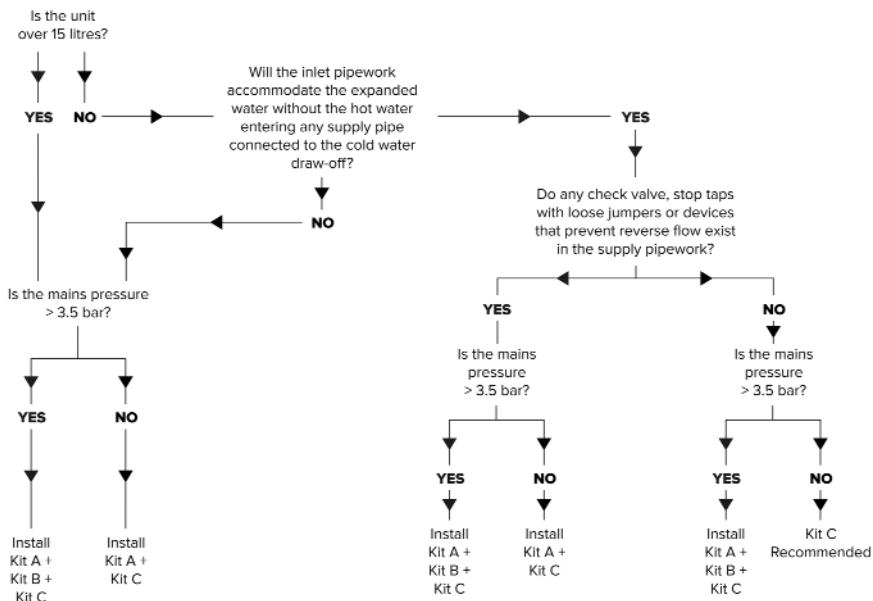 Is the unit
over 15 litres?
YES
NO
Will the inlet pipework
accommodate the expanded
water without the hot water
entering any supply pipe
connected to the cold water
draw-off?
YES
NO
Do any check valve, stop taps
with loose jumpers or devices
that prevent reverse flow exist
in the supply pipework?
Is the mains pressure
> 3.5 bar?
YES
NO
Is the mains
pressure
> 3.5 bar?
Is the mains
pressure
> 3.5 bar?
YES
NO
YES
NO
YES
NO
Install
Kit A +
Kit B +
Kit C
Install
Kit A +
Kit C
Install
Kit A +
Kit B +
Kit C
Install
Kit A +
Kit C
Install
Kit A +
Kit B +
Kit C
Kit C
Recommended